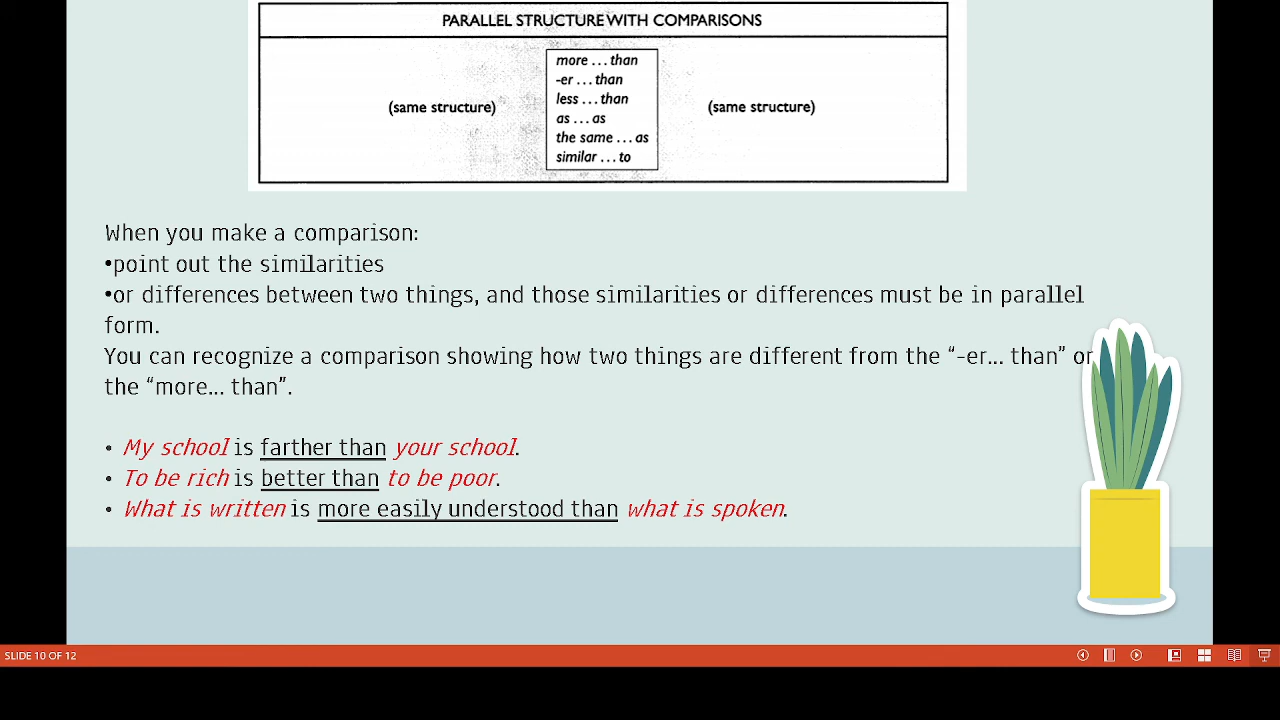 PARALLEL STRUCTURE WITH COMPARISONS
more . . . than
-er . . . than
less . . . than
(same structure)
(same structure)
as . . . as
the same . . . as
similar . . . to
When you make a comparison:
•point out the similarities
•or differences between two things, and those similarities or differences must be in parallel
form.
You can recognize a comparison showing how two things are different from the “-er... than” or
the “more... than”.
• My school is farther than your school.
• To be rich is better than to be poor.
• What is written is more easily understood than what is spoken.
SLIDE 10 OF 12